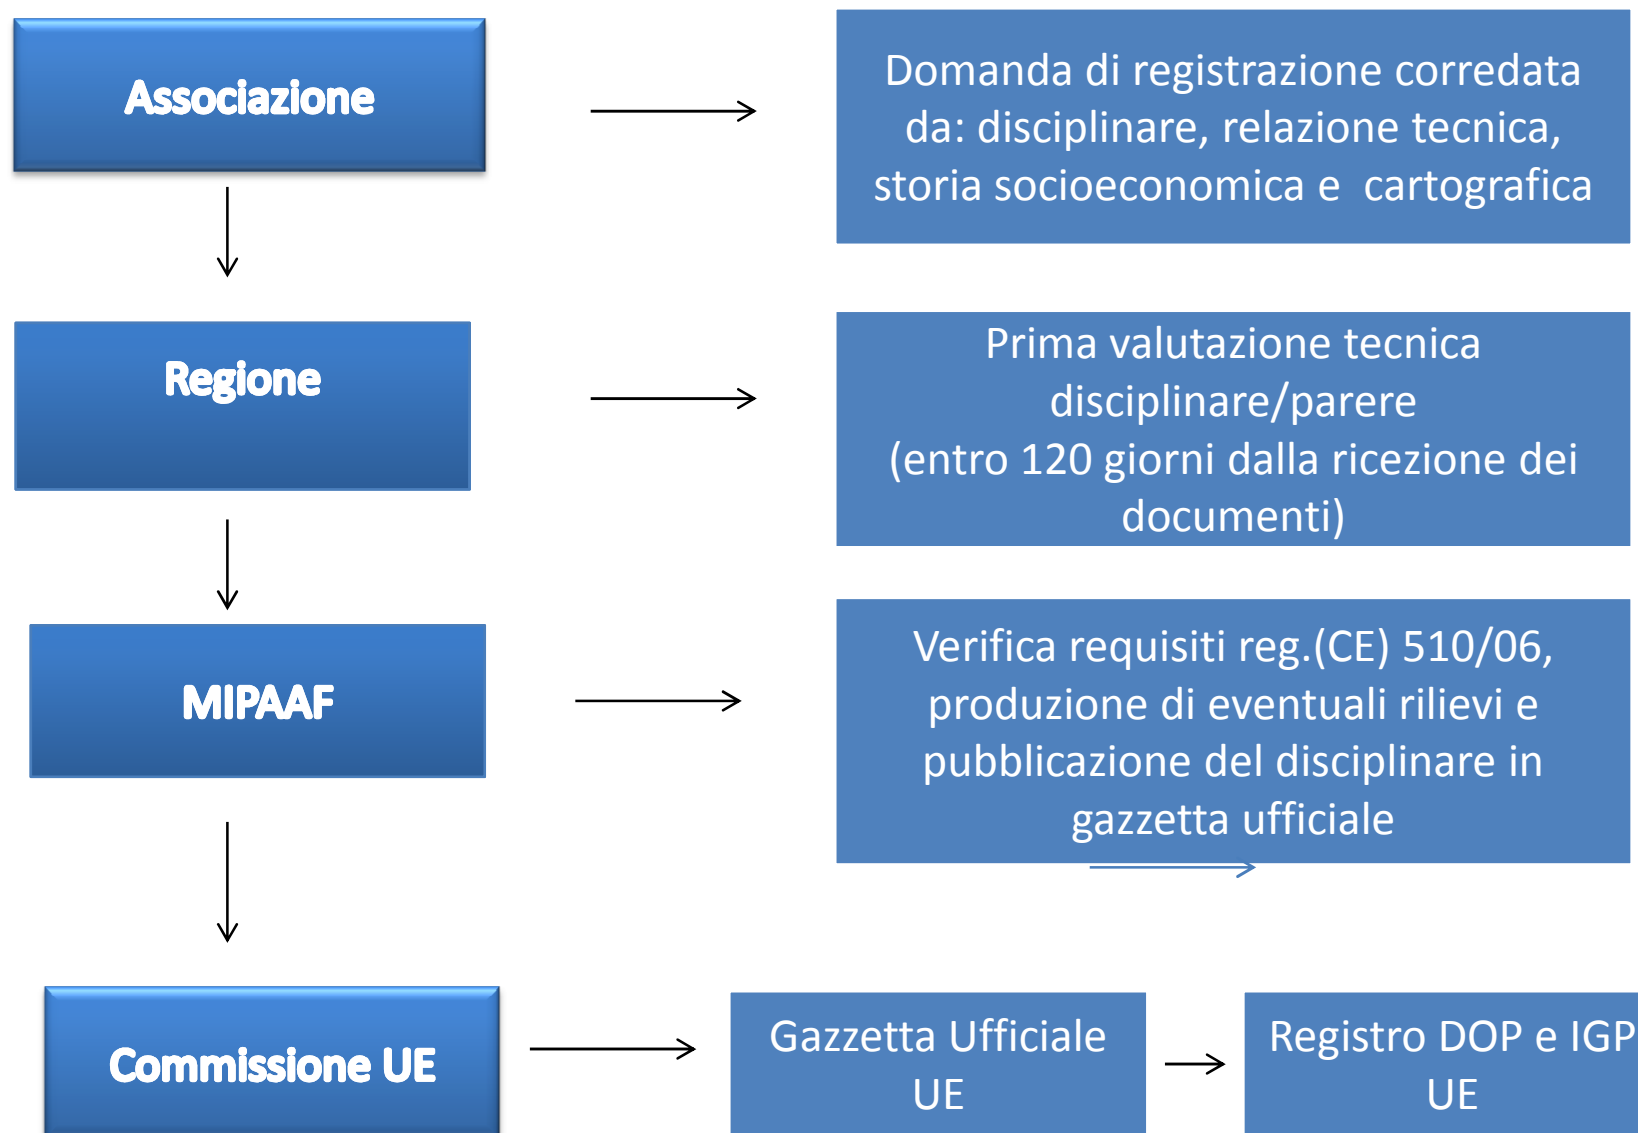 Associazione
Domanda di registrazione corredata
da: disciplinare, relazione tecnica,
storia socioeconomica e cartografica
Regione
Prima valutazione tecnica
disciplinare/parere
(entro 120 giorni dalla ricezione dei
documenti)
MIPAAF
Verifica requisiti reg.(CE) 510/06,
produzione di eventuali rilievi e
pubblicazione del disciplinare in
gazzetta ufficiale
Commissione UE
Gazzetta Ufficiale
UE
Registro DOP e IGP
UE